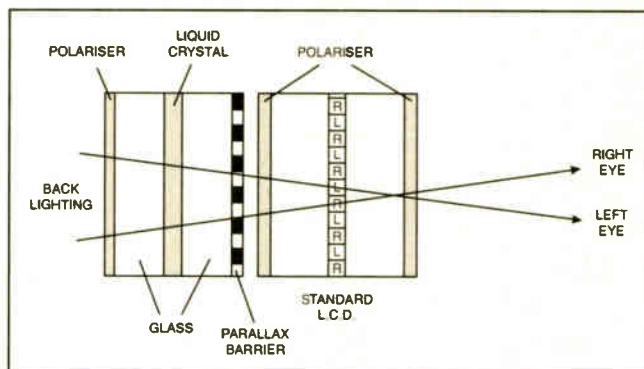 POLARISER
LIQUID
CRYSTAL
POLARISER
R
L
R
L
R
L
R
L
R
L
R
BACK
LIGHTING
RIGHT
EYE
LEFT
EYE
GLASS
PARALLAX
BARRIER
STANDARD
L.C.D.